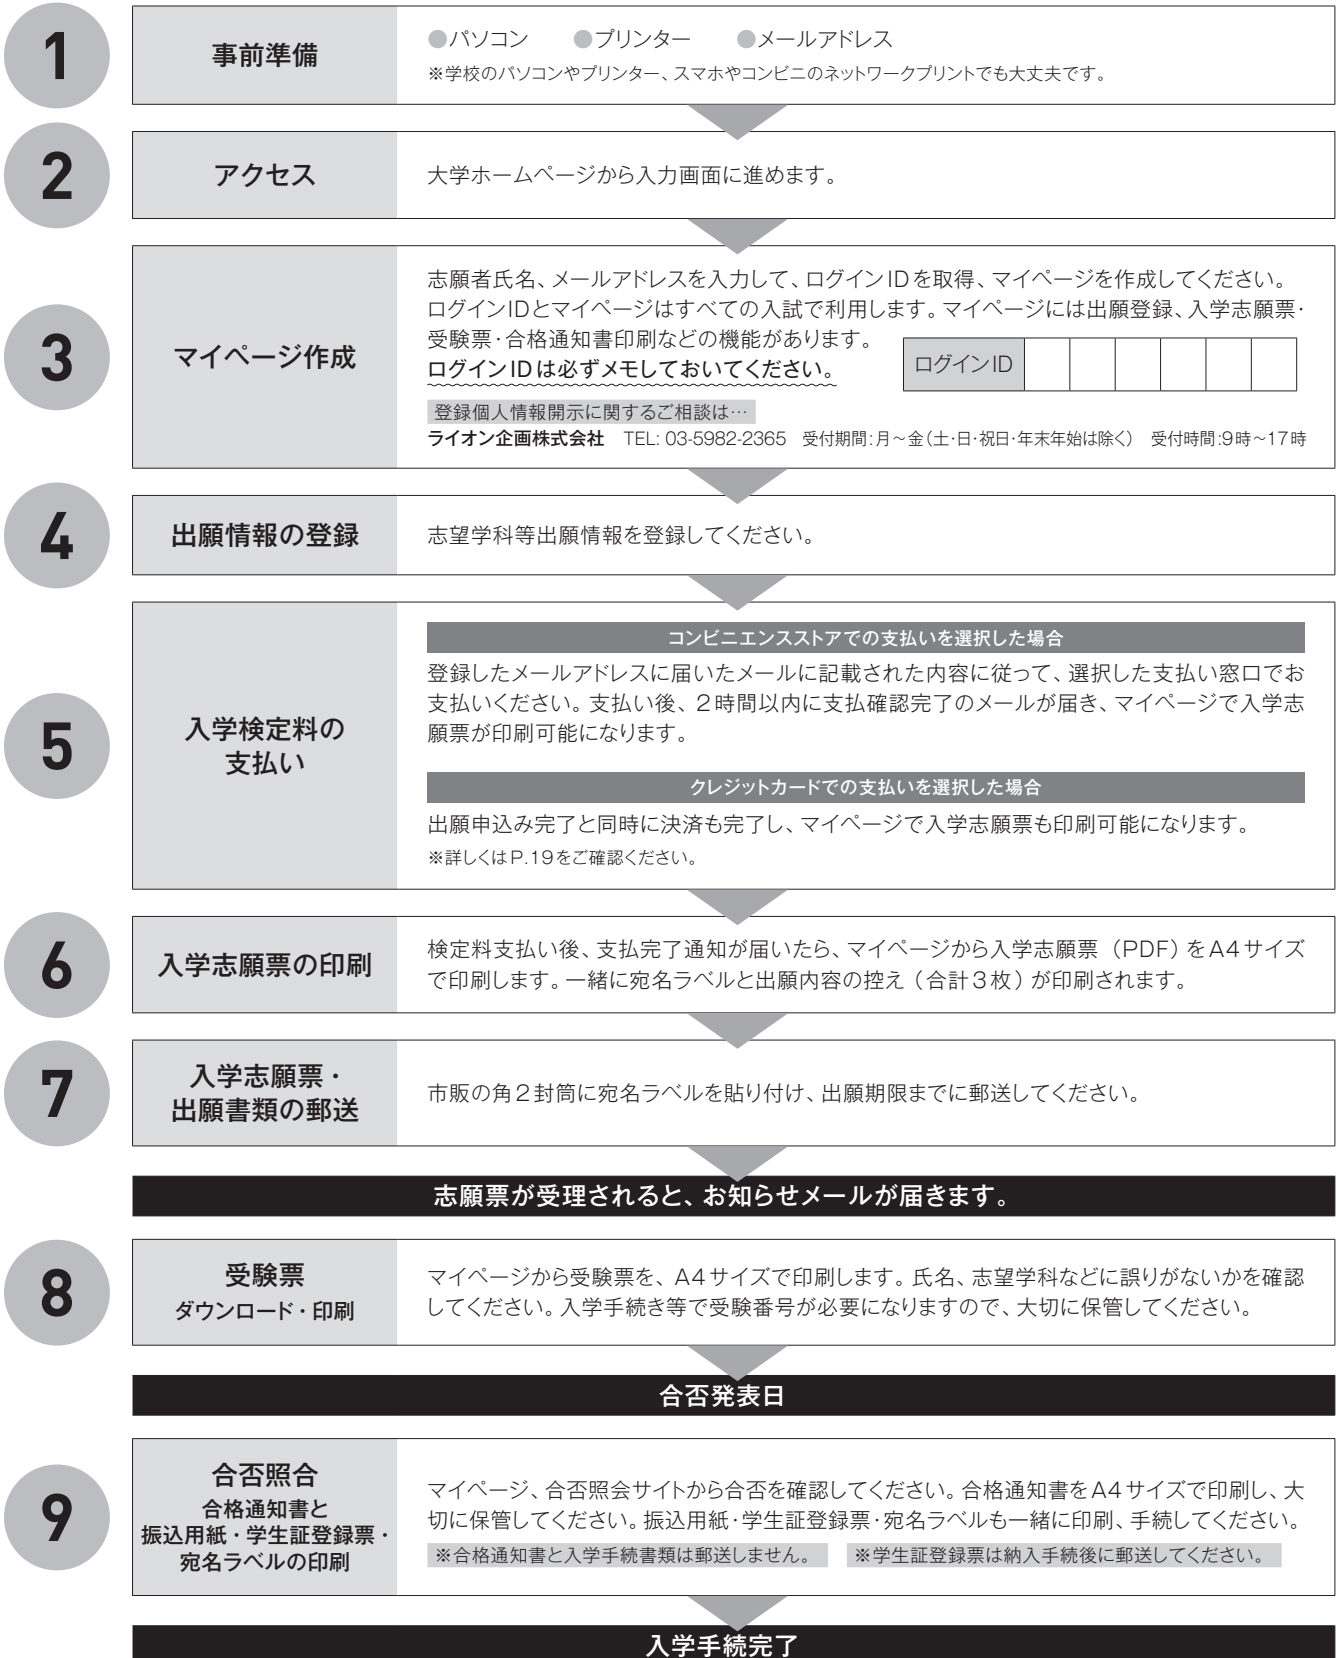 1
事前準備
●パソコン ●プリンター ●メールアドレス
※学校のパソコンやプリンター、スマホやコンビニのネットワークプリントでも大丈夫です。
2
アクセス
大学ホームページから入力画面に進めます。
3
マイページ作成
志願者氏名、メールアドレスを入力して、ログインIDを取得、マイページを作成してください。
ログインIDとマイページはすべての入試で利用します。マイページには出願登録、入学志願票・
受験票・合格通知書印刷などの機能があります。
ログインIDは必ずメモしておいてください。
ログインID
登録個人情報開示に関するご相談は…
ライオン企画株式会社 TEL: 03-5982-2365 受付期間:月～金(土・日・祝日・年末年始は除く) 受付時間:9時～17時
4
出願情報の登録
志望学科等出願情報を登録してください。
5
入学検定料の
支払い
コンビニエンスストアでの支払いを選択した場合
登録したメールアドレスに届いたメールに記載された内容に従って、選択した支払い窓口でお
支払いください。支払い後、2時間以内に支払確認完了のメールが届き、マイページで入学志
願票が印刷可能になります。
クレジットカードでの支払いを選択した場合
出願申込み完了と同時に決済も完了し、マイページで入学志願票も印刷可能になります。
※詳しくはP.19をご確認ください。
6
入学志願票の印刷
検定料支払い後、支払完了通知が届いたら、マイページから入学志願票（PDF）をA4サイズ
で印刷します。一緒に宛名ラベルと出願内容の控え（合計3枚）が印刷されます。
7
入学志願票・
出願書類の郵送
市販の角2封筒に宛名ラベルを貼り付け、出願期限までに郵送してください。
志願票が受理されると、お知らせメールが届きます。
8
受験票
ダウンロード・印刷
マイページから受験票を、A4サイズで印刷します。氏名、志望学科などに誤りがないかを確認
してください。入学手続き等で受験番号が必要になりますので、大切に保管してください。
合否発表日
9
合否照合
合格通知書と
振込用紙・学生証登録票・
宛名ラベルの印刷
マイページ、合否照会サイトから合否を確認してください。合格通知書をA4サイズで印刷し、大
切に保管してください。振込用紙・学生証登録票・宛名ラベルも一緒に印刷、手続してください。
※合格通知書と入学手続書類は郵送しません。 ※学生証登録票は納入手続後に郵送してください。
入学手続完了